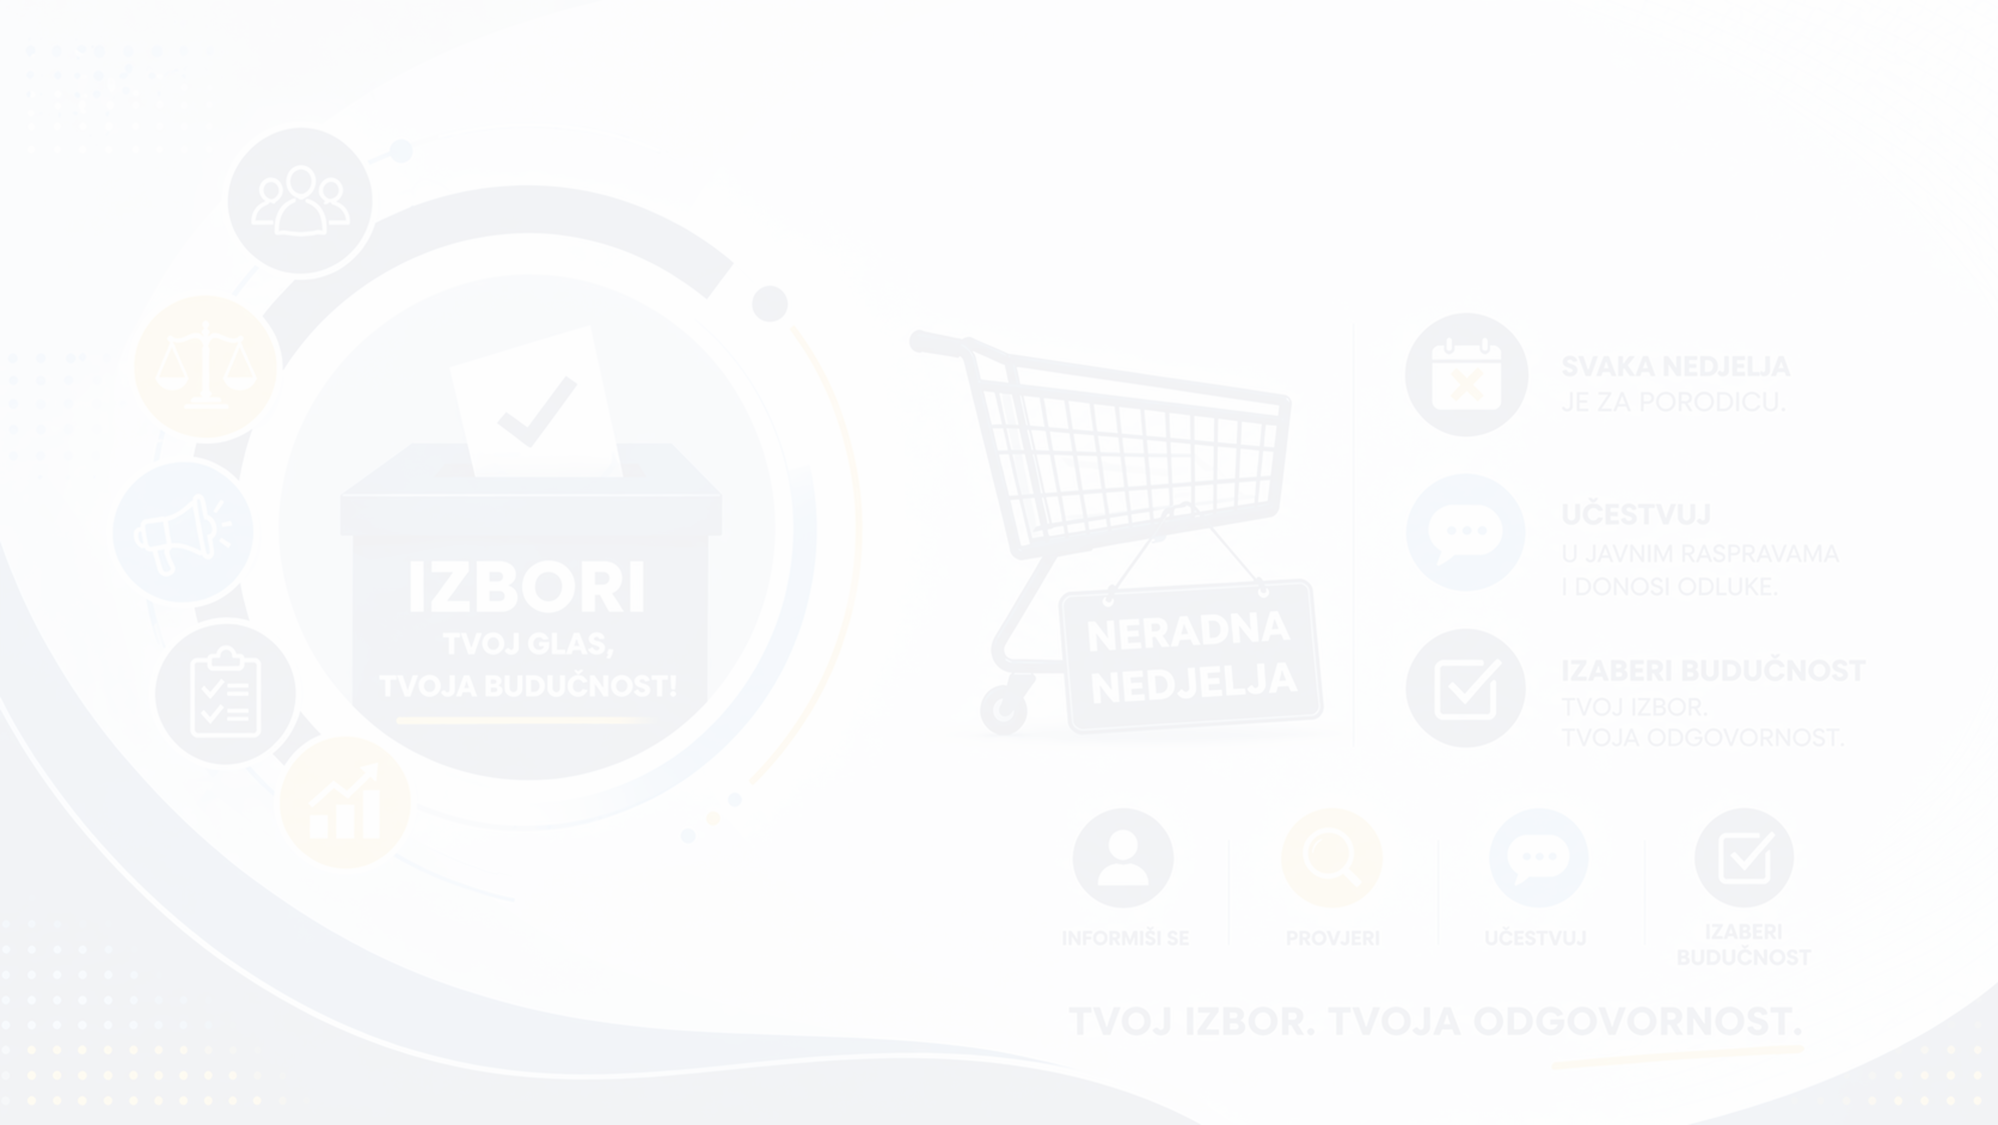 IZBORI
TVOJ GLAS,
TVOJA BUDUČNOST!
NERADNA
NEDJELJA
SVAKA NEDJELJA
JE ZA PORODICU.
UČESTVUJ
U JAVNIM RASPRAVAMA
I DONOSI ODLUKE.
IZABERI BUDUČNOST
TVOJ IZBOR.
TVOJA ODGOVORNOST.
INFORMIŠI SE
PROVJERI
UČESTVUJ
IZABERI
BUDUČNOST
TVOJ IZBOR. TVOJA ODGOVORNOST.